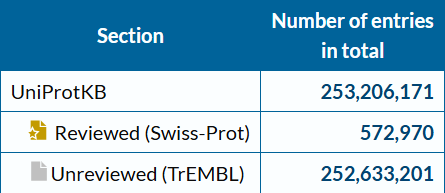 Section
Number of entries
in total
UniProtKB
253,206,171
Reviewed (Swiss-Prot)
572,970
Unreviewed (TrEMBL)
252,633,201